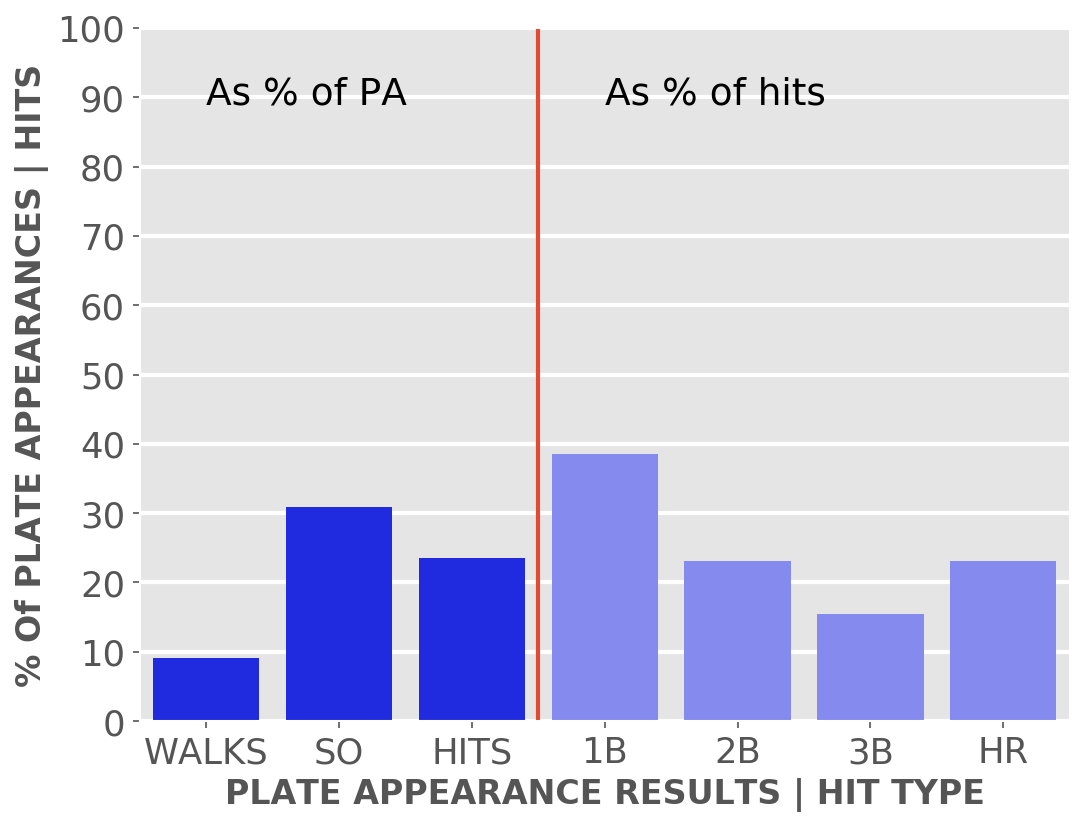 % Of PLATE APPEARANCES | HITS
100
90
80
70
60
50
40
30
20
10
0
As % of PA
As % of hits
WALKS SO HITS 1B 2B 3B HR
PLATE APPEARANCE RESULTS | HIT TYPE